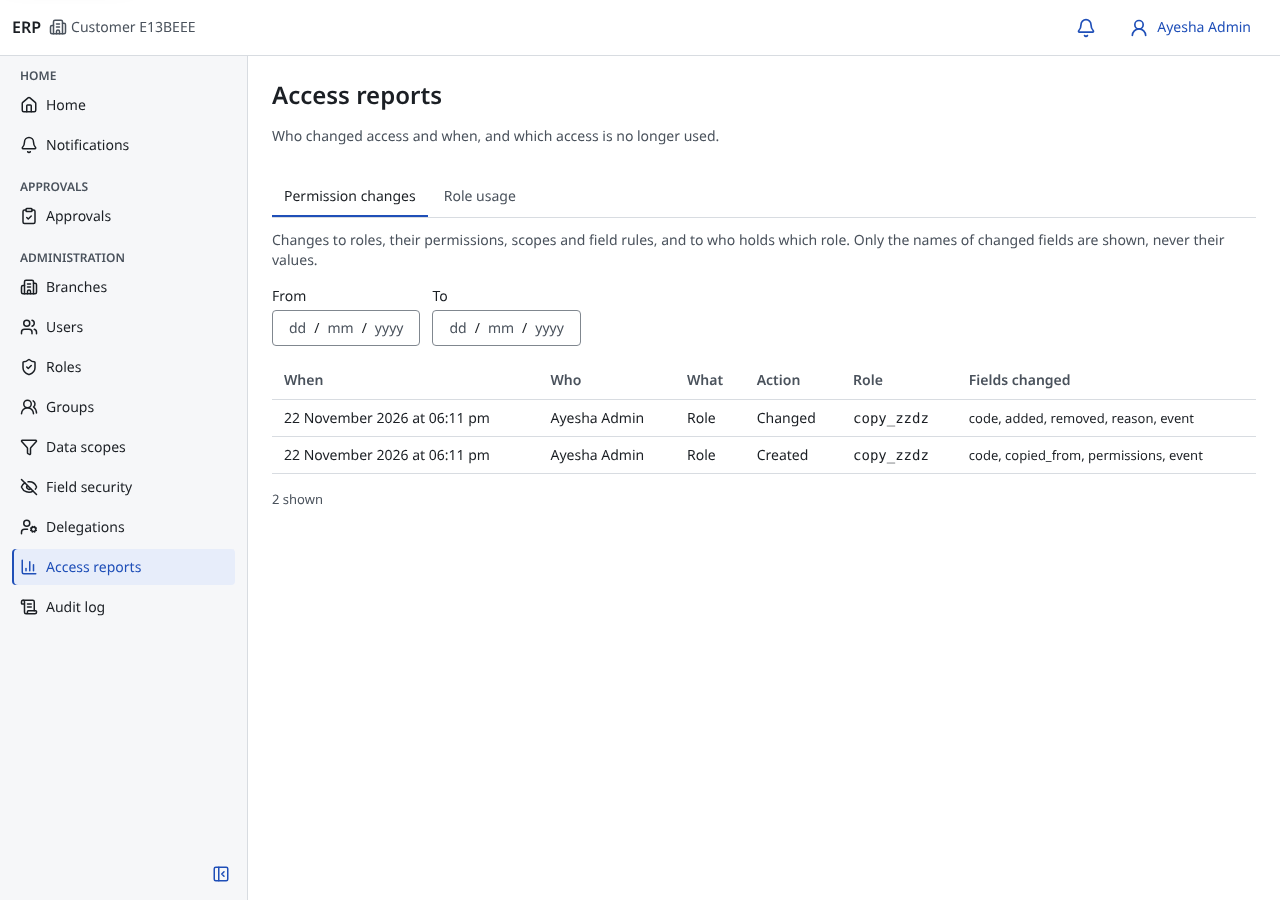 ERP Customer E13BEEE
Ayesha Admin
HOME
Home
Notifications
APPROVALS
Approvals
ADMINISTRATION
Branches
Users
Roles
Groups
Data scopes
Field security
Delegations
Access reports
Audit log
Access reports
Who changed access and when, and which access is no longer used.
Permission changes Role usage
Changes to roles, their permissions, scopes and field rules, and to who holds which role. Only the names of changed fields are shown, never their
values.
From To
dd / mm / yyyy dd / mm / yyyy
When Who What Action Role Fields changed
22 November 2026 at 06:11 pm Ayesha Admin Role Changed copy_zzdz code, added, removed, reason, event
22 November 2026 at 06:11 pm Ayesha Admin Role Created copy_zzdz code, copied_from, permissions, event
2 shown